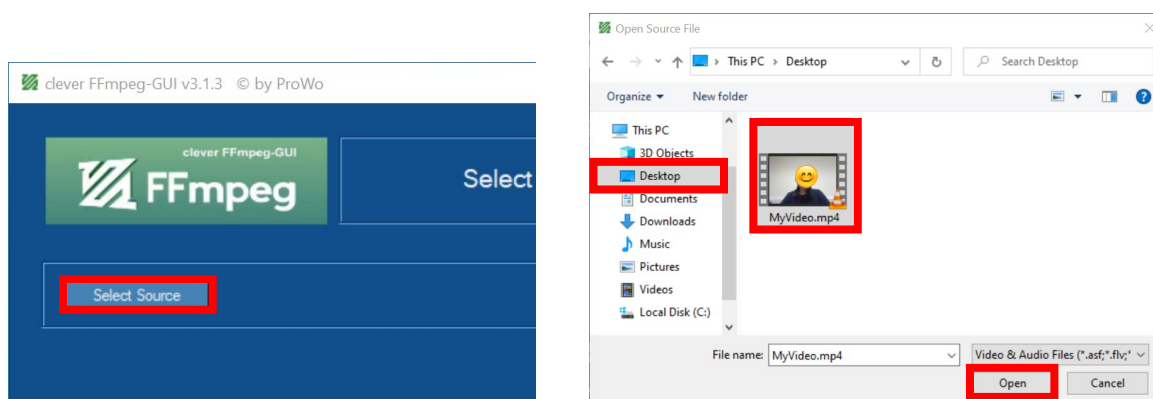 clever FFmpeg-GUI v3.1.3 © by ProWo
clever FFmpeg-GUI
FFmpeg
Select
Select Source
Open Source File
This PC > Desktop
Search Desktop
Organize
New folder
This PC
3D Objects
Desktop
Documents
Downloads
Music
Pictures
Videos
Local Disk (C:)
MyVideo.mp4
File name: MyVideo.mp4
Video & Audio Files (*.asf;*.flv;*
Open Cancel